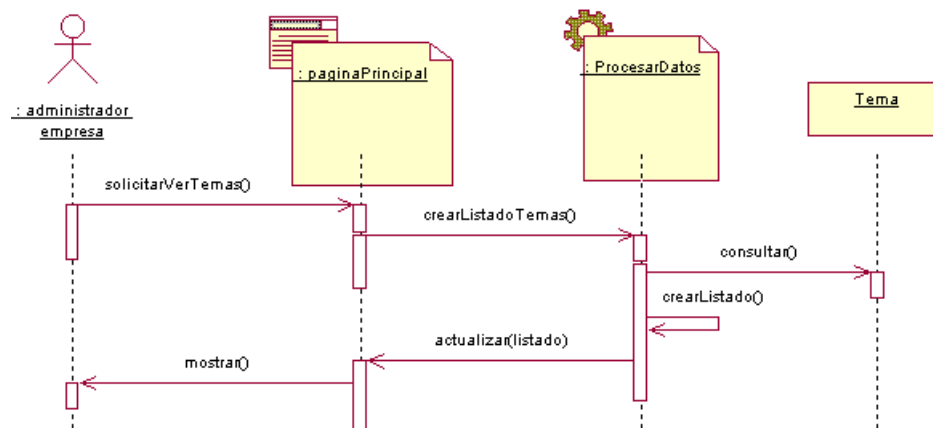 : administrador
empresa
: paginaPrincipal
: ProcesarDatos
Tema
solicitarVerTemas()
crearListadoTemas()
consultar()
crearListado()
actualizar(listado)
mostrar()